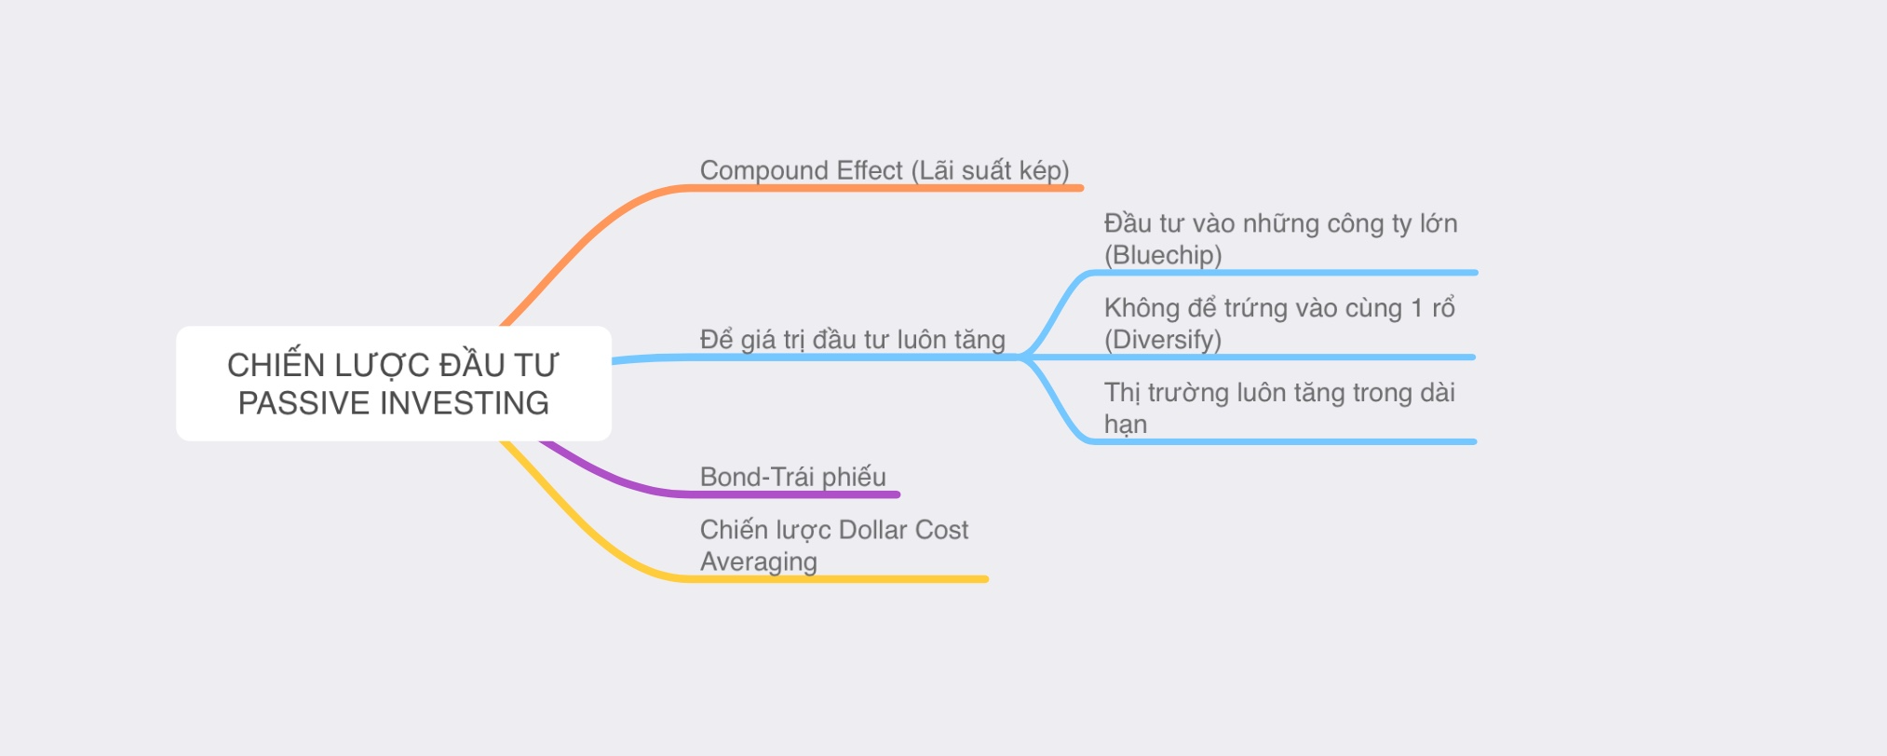 CHIẾN LƯỢC ĐẦU TƯ
PASSIVE INVESTING
Compound Effect (Lãi suất kép)
Để giá trị đầu tư luôn tăng
Đầu tư vào những công ty lớn
(Bluechip)
Không để trứng vào cùng 1 rổ
(Diversify)
Thị trường luôn tăng trong dài
hạn
Bond-Trái phiếu
Chiến lược Dollar Cost
Averaging